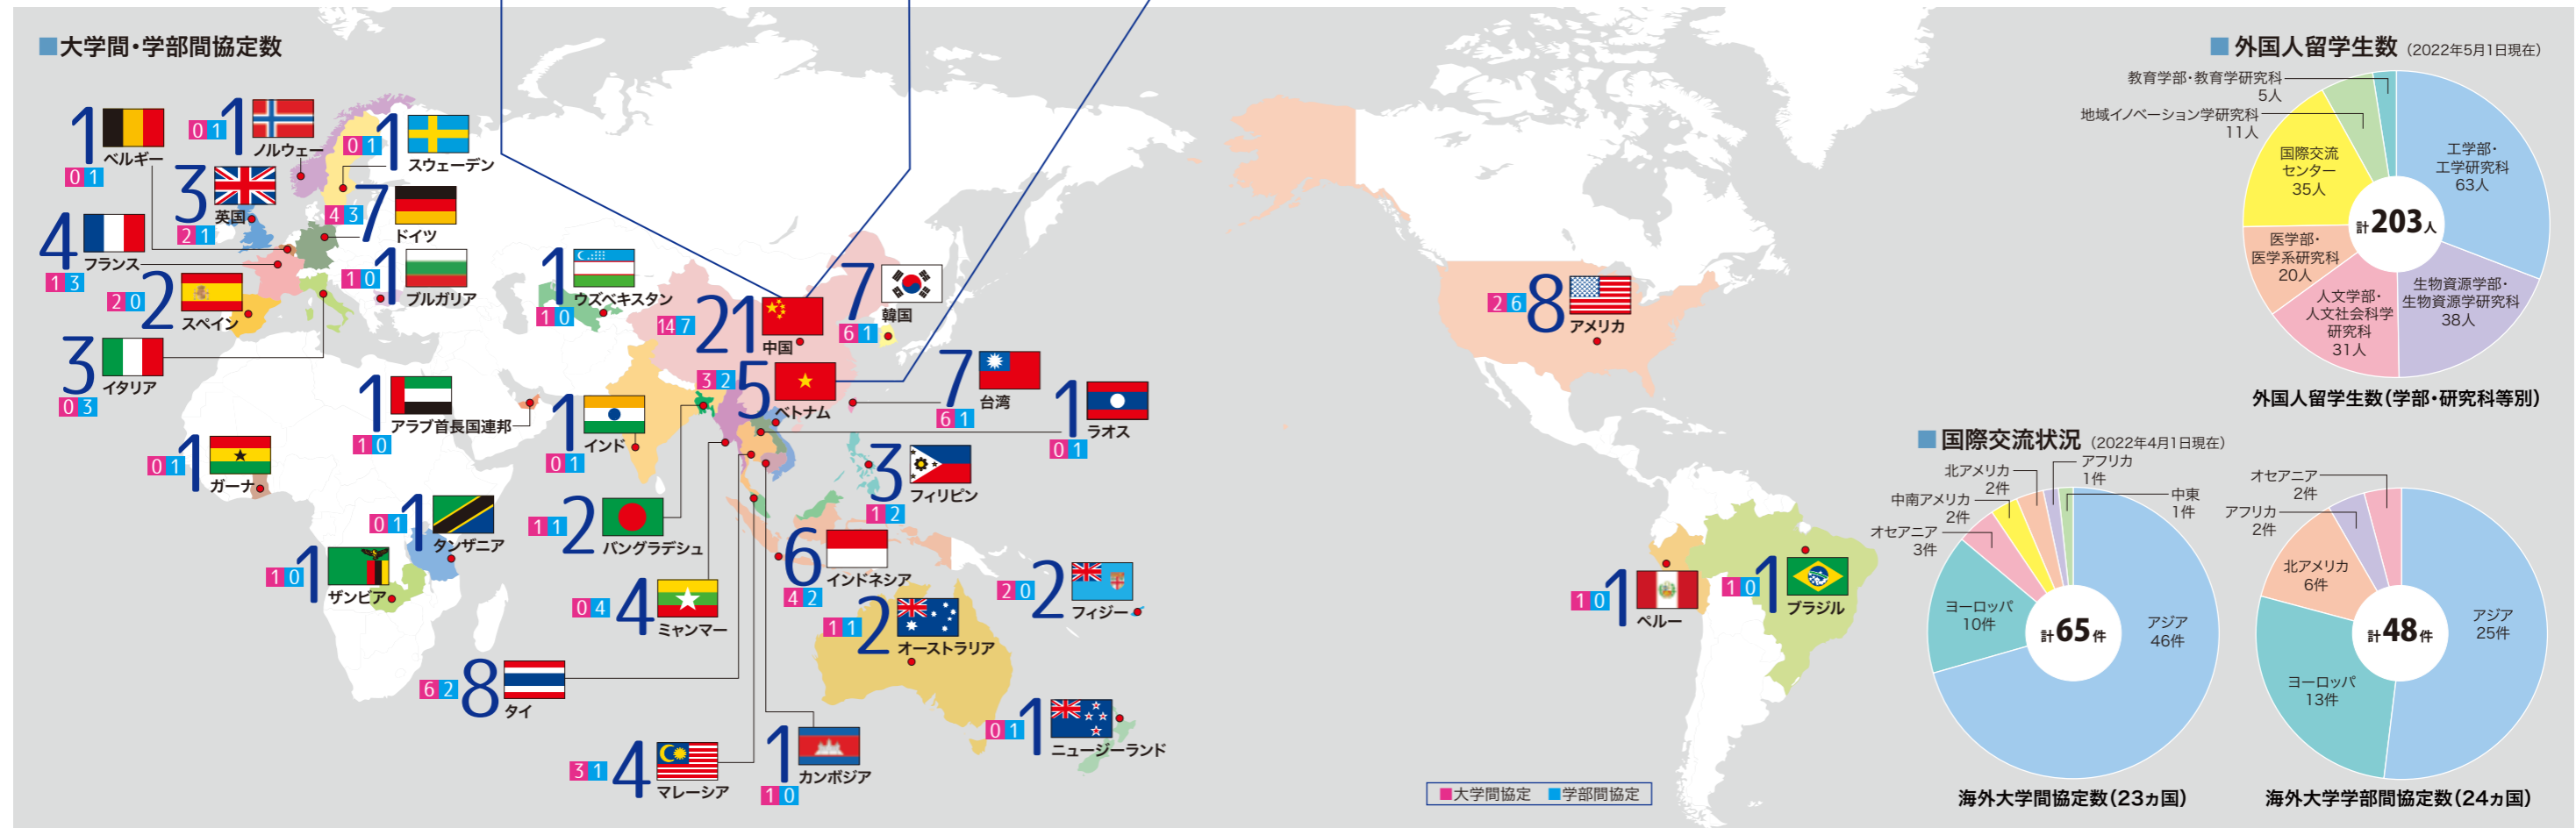 ■大学間・学部間協定数
1
ベルギー
0 1
0 1
1
ノルウェー
0 1
1
スウェーデン
3
英国
2 1
4 3
7
ドイツ
4
フランス
1 3
2 0
2
スペイン
1 0
1
ブルガリア
3
イタリア
0 3
1
ウズベキスタン
1 0
14 7
21
中国
7
韓国
6 1
3 2
5
ベトナム
7
台湾
6 1
1
ラオス
0 1
1
アラブ首長国連邦
1 0
1
インド
0 1
0 1
1
ガーナ
3
フィリピン
1 2
0 1
1
タンザニア
1 1
2
バングラデシュ
1 0
1
ザンビア
6
インドネシア
4 2
0 4
4
ミャンマー
1 1
2
オーストラリア
2 0
2
フィジー
6 2
8
タイ
0 1
1
ニュージーランド
3 1
4
マレーシア
1
カンボジア
1 0
2 6
8
アメリカ
1 0
1
ペルー
1 0
1
ブラジル
■大学間協定 ■学部間協定
■外国人留学生数 (2022年5月1日現在)
教育学部・教育学研究科
5人
地域イノベーション学研究科
11人
国際交流
センター
35人
工学部・
工学研究科
63人
計203人
医学部・
医学系研究科
20人
人文学部・
人文社会科学
研究科
31人
生物資源学部・
生物資源学研究科
38人
外国人留学生数(学部・研究科等別)
■国際交流状況 (2022年4月1日現在)
北アメリカ
2件
アフリカ
1件
中南アメリカ
2件
中東
1件
オセアニア
3件
ヨーロッパ
10件
計65件
アジア
46件
海外大学間協定数(23ヵ国)
オセアニア
2件
アフリカ
2件
北アメリカ
6件
計48件
アジア
25件
ヨーロッパ
13件
海外大学学部間協定数(24ヵ国)